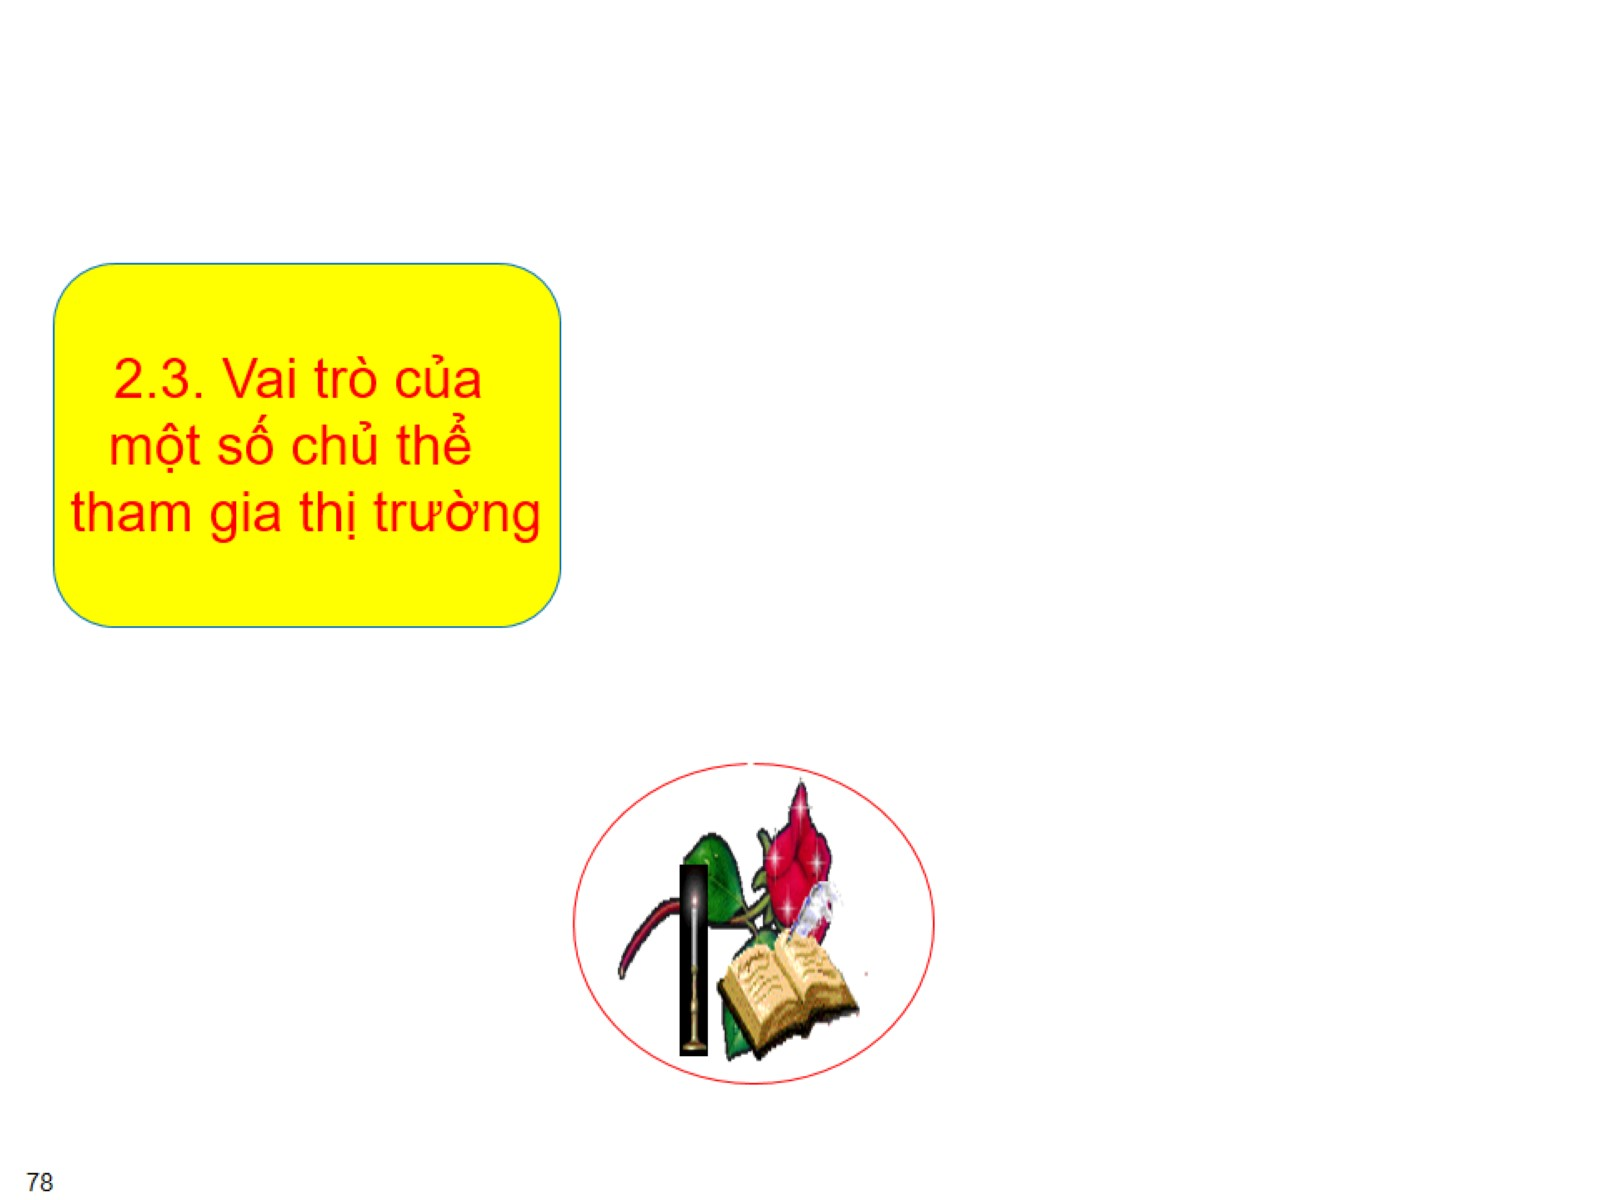 2.3. Vai trò của
một số chủ thể
tham gia thị trường
78